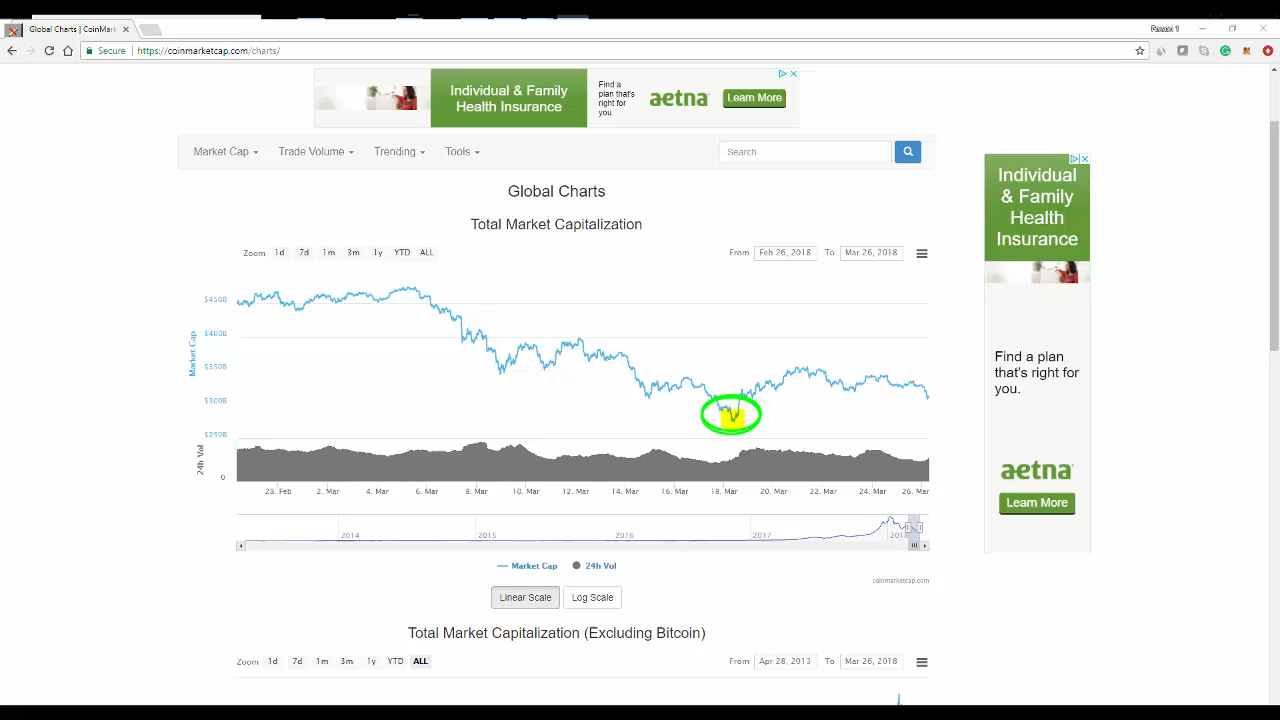 Global Charts | CoinMark
Person 1
Secure
https://coinmarketcap.com/charts/
Individual & Family
Health Insurance
Find a
plan that's
right for
you.
aetna
Learn More
Market Cap
Trade Volume
Trending
Tools
Search
Global Charts
Total Market Capitalization
Zoom 1d 7d 1m 3m 1y YTD ALL
From Feb 26, 2018 To Mar 26, 2018
$450B
$400B
$350B
$300B
$250B
0
Market Cap
24h Vol
28. Feb 2. Mar 4. Mar 6. Mar 8. Mar 10. Mar 12. Mar 14. Mar 16. Mar 18. Mar 20. Mar 22. Mar 24. Mar 26. Mar
2014 2015 2016 2017 2018
Market Cap 24h Vol
coinmarketcap.com
Linear Scale
Log Scale
Total Market Capitalization (Excluding Bitcoin)
Zoom 1d 7d 1m 3m 1y YTD ALL
From Apr 28, 2013 To Mar 26, 2018
Individual
& Family
Health
Insurance
Find a plan
that's right for
you.
aetna
Learn More